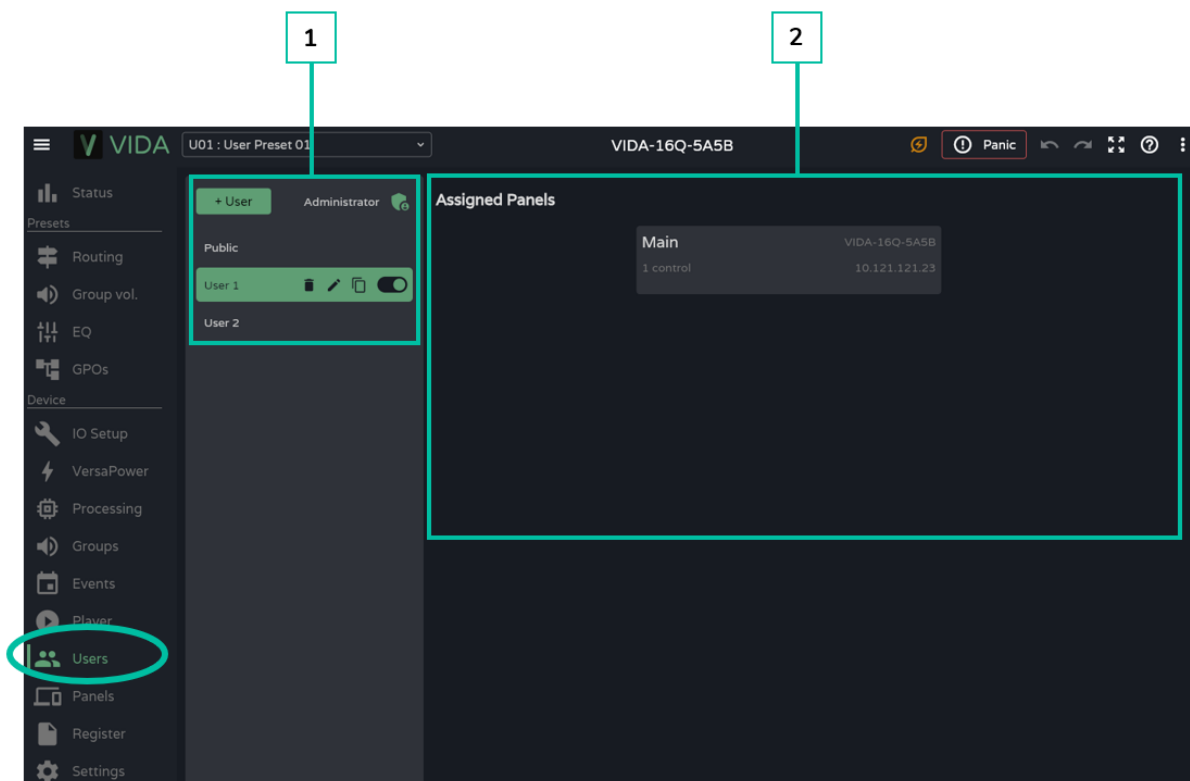 1
2
VIDA
U01 : User Preset 01
VIDA-16Q-5A5B
Panic
Status
Presets
Routing
Group vol.
EQ
GPOs
Device
IO Setup
VersaPower
Processing
Groups
Events
Player
Users
Panels
Register
Settings
+ User
Administrator
Public
User 1
User 2
Assigned Panels
Main
VIDA-16Q-5A5B
1 control
10.121.121.23